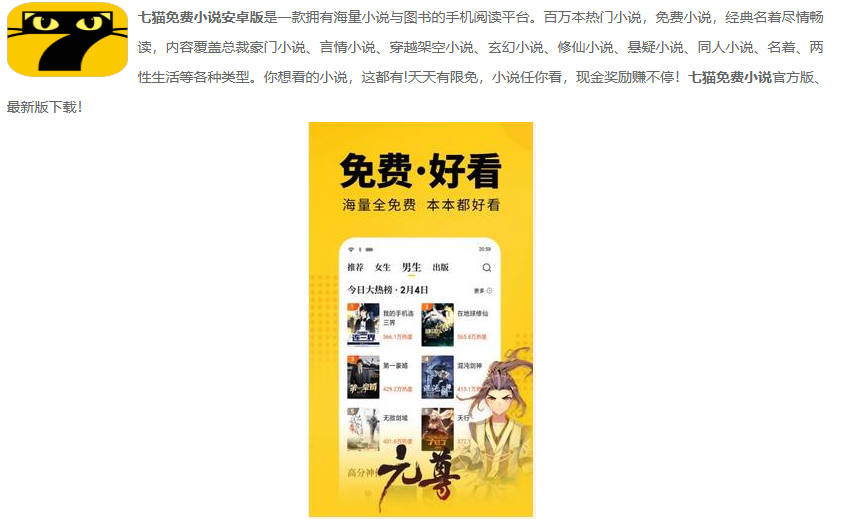 七猫免费小说安卓版是一款拥有海量小说与图书的手机阅读平台。百万本热门小说，免费小说，经典名着尽情畅
读，内容覆盖总裁豪门小说、言情小说、穿越架空小说、玄幻小说、修仙小说、悬疑小说、同人小说、名着、两
性生活等各种类型。你想看的小说，这都有!天天有限免，小说任你看，现金奖励赚不停！七猫免费小说官方版、
最新版下载！
免费·好看
海量全免费 本本都好看
20:59
推荐 女生 男生 出版
今日大热榜·2月4日
更多
1
我的手机连
三界
566.1万热度
连三界
2
在地球修仙
565.8万热度
3
第一豪婿
429.2万热度
4
混沌剑神
415.1万热
5
无敌剑域
401.6万热度
6
天行
372.
高分神
元尊